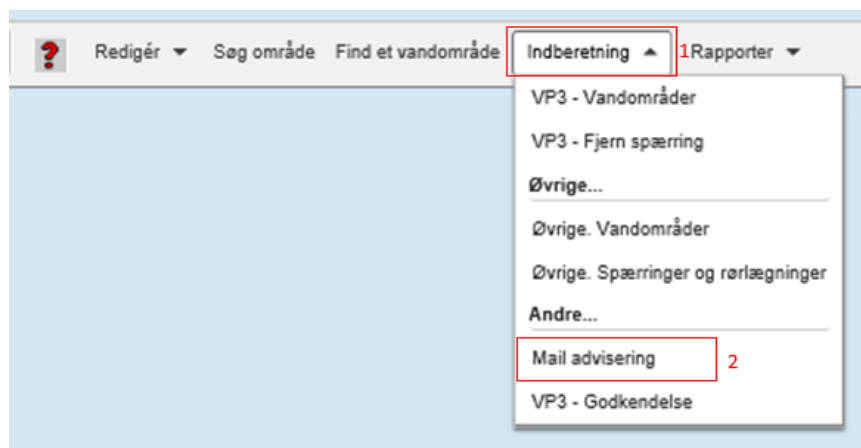 ? Redigér Søg område Find et vandområde Indberetning 1 Rapporter
VP3 - Vandområder
VP3 - Fjern spærring
Øvrige...
Øvrige. Vandområder
Øvrige. Spærringer og rørlægninger
Andre...
Mail advisering 2
VP3 - Godkendelse